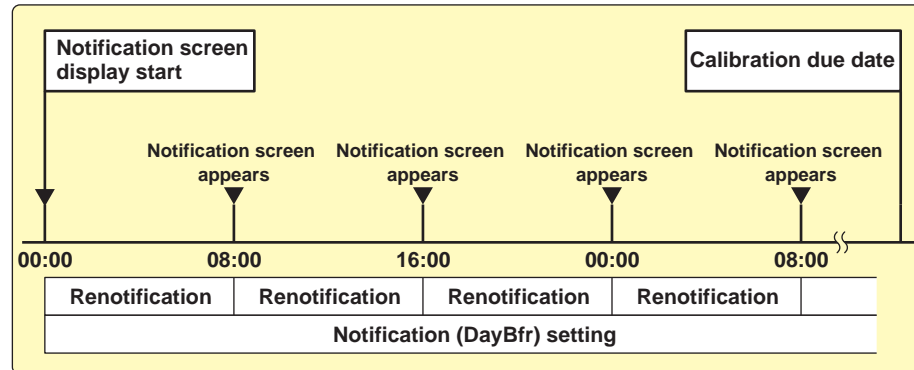 Notification screen
display start
Calibration due date
Notification screen
appears
Notification screen
appears
Notification screen
appears
Notification screen
appears
00:00
08:00
16:00
00:00
08:00
Renotification
Renotification
Renotification
Renotification
Notification (DayBfr) setting